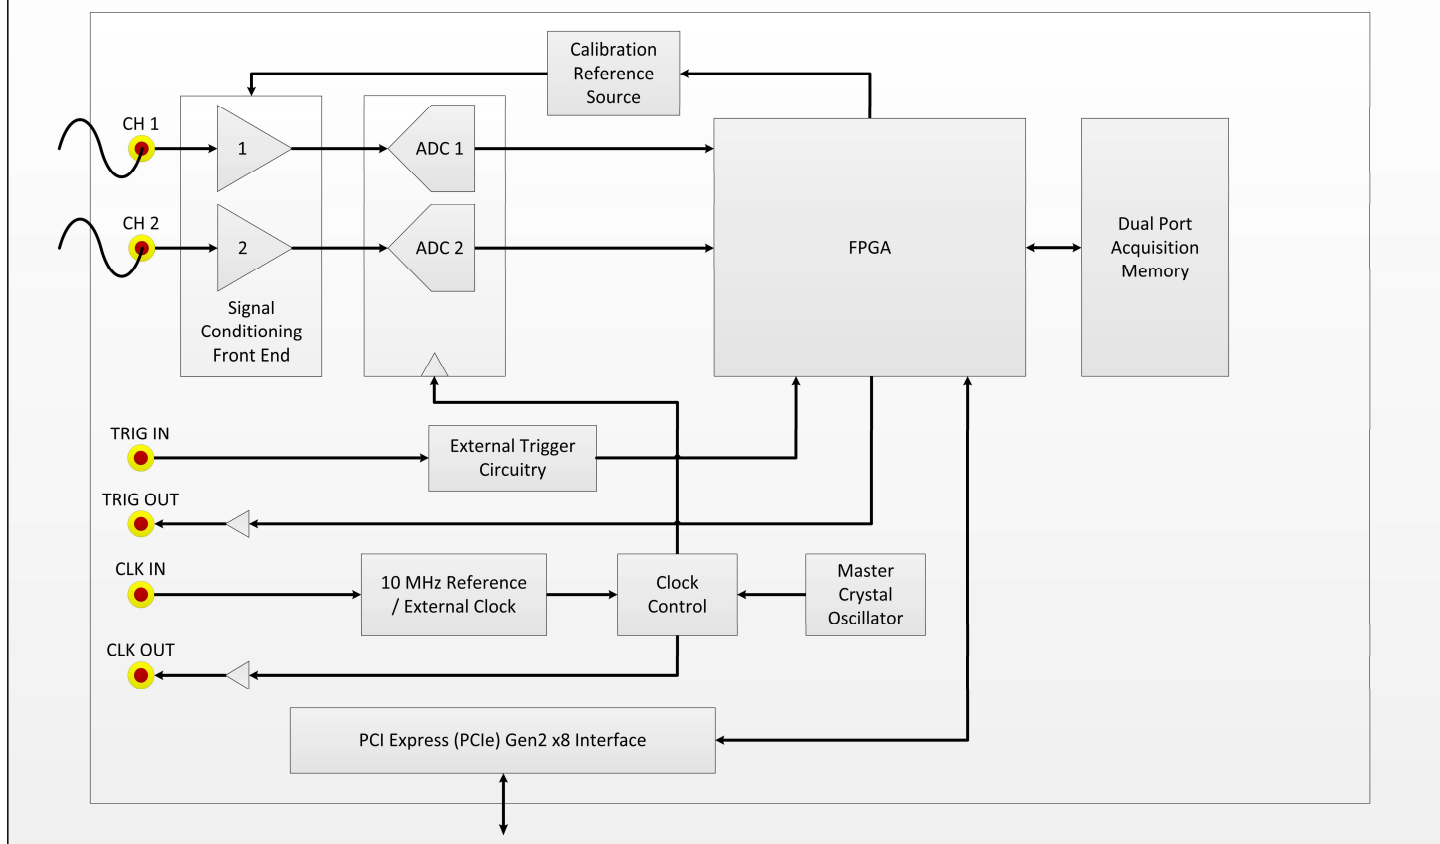 Calibration
Reference
Source
CH 1
1
ADC 1
CH 2
2
ADC 2
Signal
Conditioning
Front End
FPGA
Dual Port
Acquisition
Memory
TRIG IN
External Trigger
Circuitry
TRIG OUT
CLK IN
10 MHz Reference
/ External Clock
Clock
Control
Master
Crystal
Oscillator
CLK OUT
PCI Express (PCIe) Gen2 x8 Interface